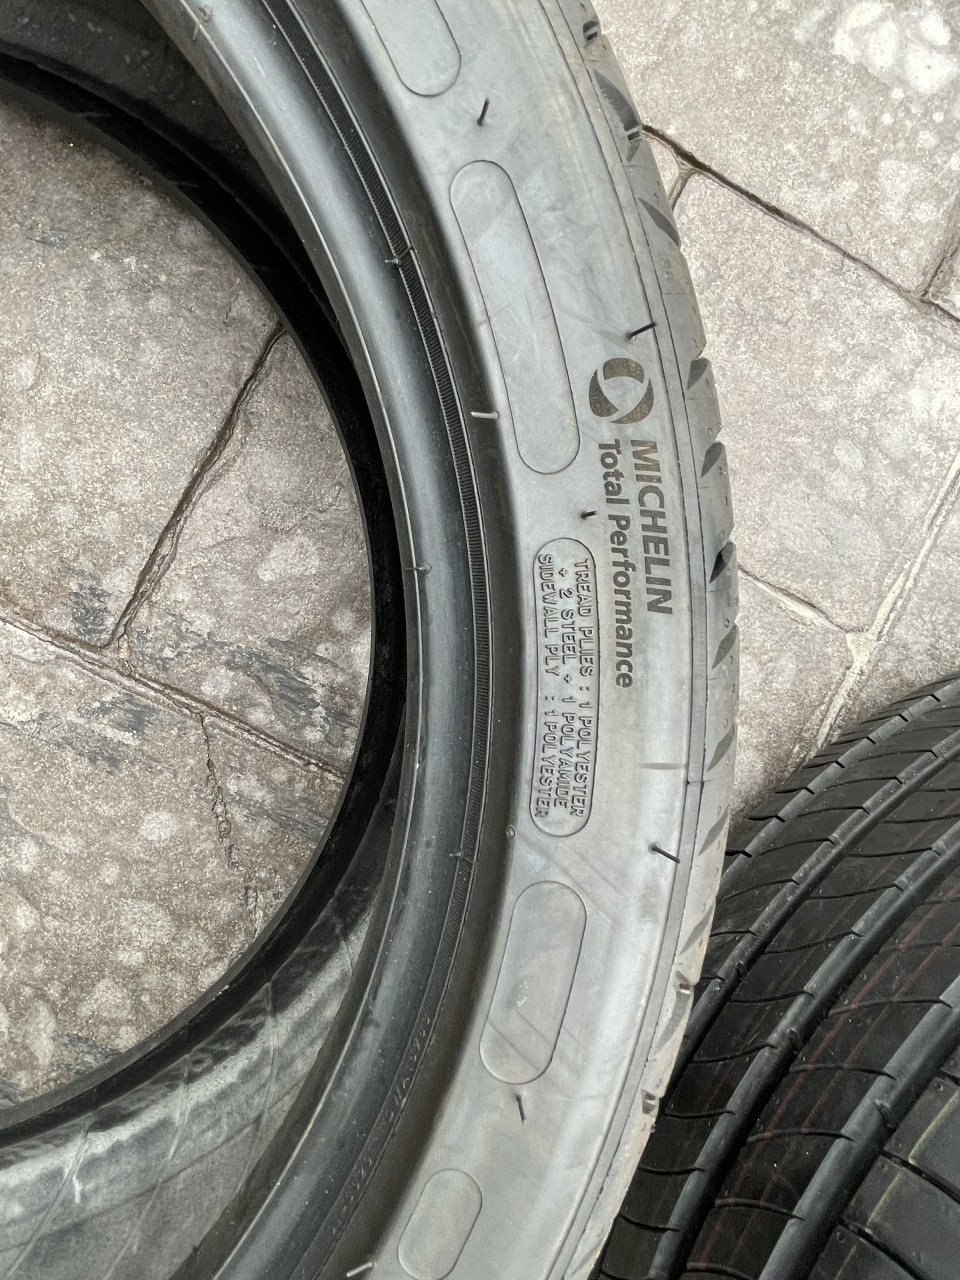 MICHELIN
Total Performance
TREAD PLIES : 1 POLYESTER
+ 2 STEEL + 1 POLYAMIDE
SIDEWALL PLY : 1 POLYESTER